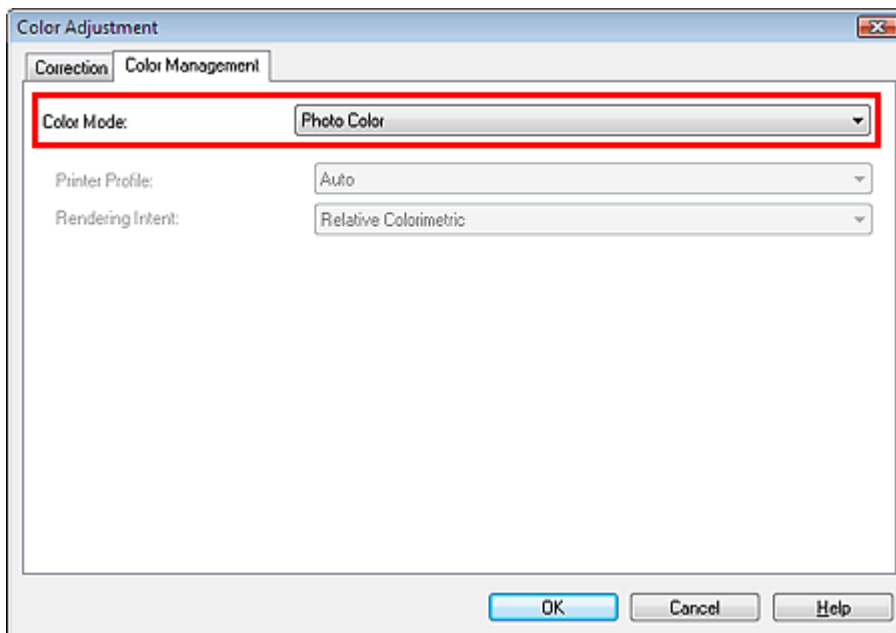 Color Adjustment
Correction Color Management
Color Mode: Photo Color
Printer Profile: Auto
Rendering Intent: Relative Colorimetric
OK Cancel Help